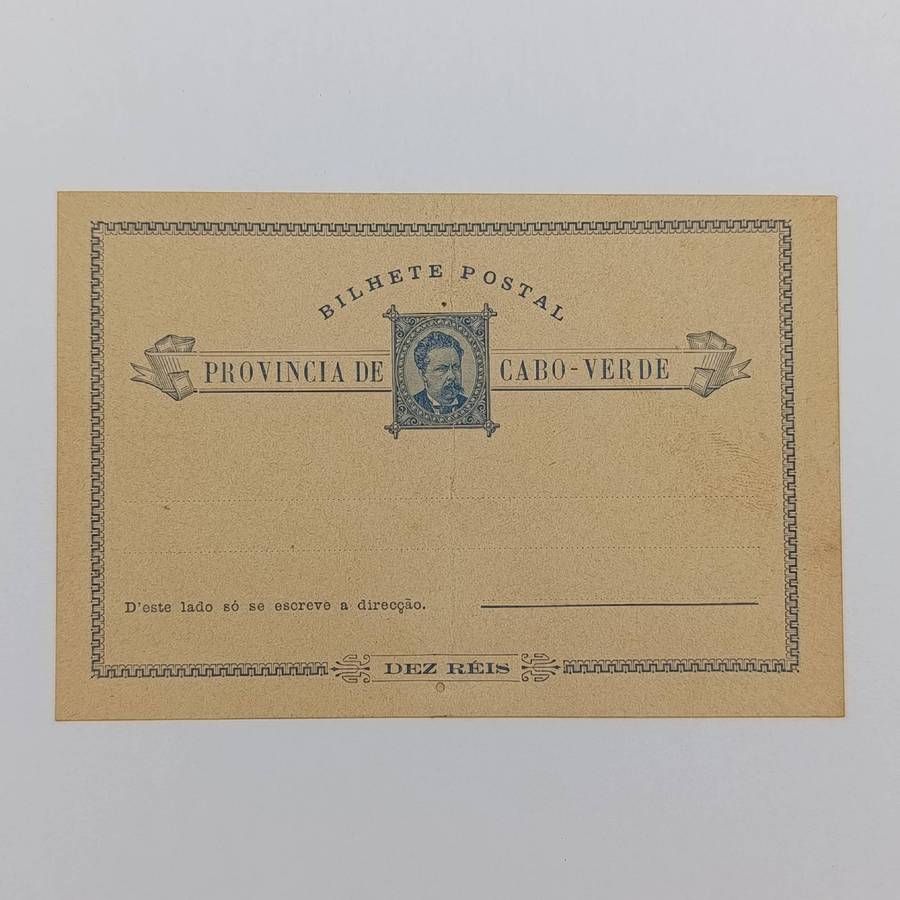 BILHETE POSTAL
PROVINCIA DE CABO-VERDE
D'este lado só se escreve a direcção.
DEZ RÉIS